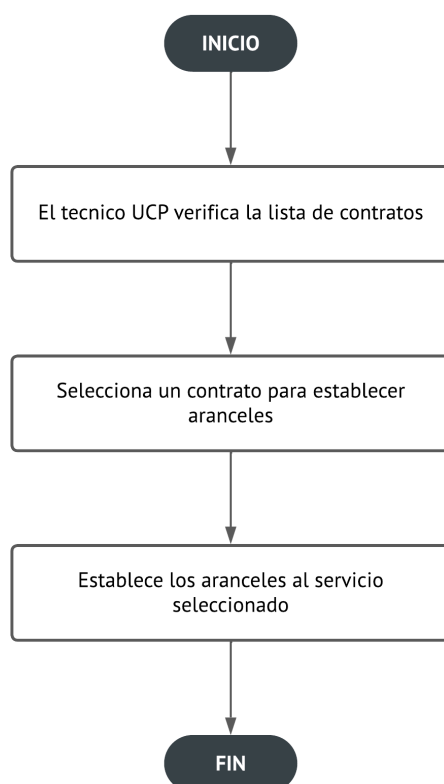 INICIO
El tecnico UCP verifica la lista de contratos
Selecciona un contrato para establecer
aranceles
Establece los aranceles al servicio
seleccionado
FIN